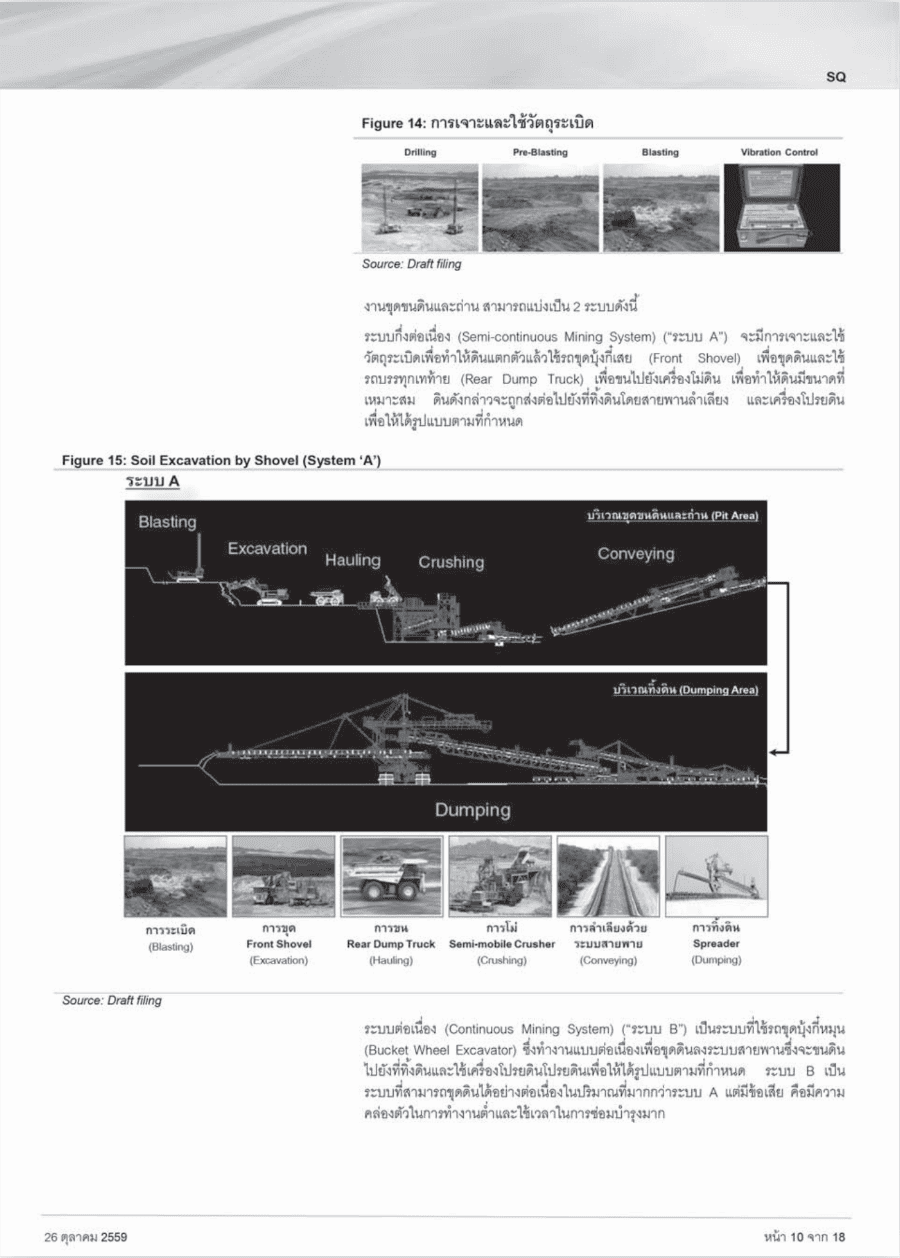 SQ
Figure 14: การเจาะและใช้วัตถุระเบิด
Drilling Pre-Blasting Blasting Vibration Control
Source: Draft filing
งานขุดขนดินและถ่าน สามารถแบ่งเป็น 2 ระบบดังนี้
ระบบกึ่งต่อเนื่อง (Semi-continuous Mining System) (“ระบบ A”) จะมีการเจาะและใช้
วัตถุระเบิดเพื่อทำให้ดินแตกตัวแล้วใช้รถขุดบุ้งกี๋เสย (Front Shovel) เพื่อขุดดินและใช้
รถบรรทุกเทท้าย (Rear Dump Truck) เพื่อขนไปยังเครื่องโม่ดิน เพื่อทำให้ดินมีขนาดที่
เหมาะสม ดินดังกล่าวจะถูกส่งต่อไปยังที่ทิ้งดินโดยสายพานลำเลียง และเครื่องโปรยดิน
เพื่อให้ได้รูปแบบตามที่กำหนด
Figure 15: Soil Excavation by Shovel (System ‘A’)
ระบบ A
บริเวณขุดขนดินและถ่าน (Pit Area)
Blasting
Excavation
Hauling
Crushing
Conveying
บริเวณทิ้งดิน (Dumping Area)
Dumping
การระเบิด
(Blasting)
การขุด
Front Shovel
(Excavation)
การขน
Rear Dump Truck
(Hauling)
การโม่
Semi-mobile Crusher
(Crushing)
การลำเลียงด้วย
ระบบสายพาย
(Conveying)
การทิ้งดิน
Spreader
(Dumping)
Source: Draft filing
ระบบต่อเนื่อง (Continuous Mining System) (“ระบบ B”) เป็นระบบที่ใช้รถขุดบุ้งกี๋หมุน
(Bucket Wheel Excavator) ซึ่งทำงานแบบต่อเนื่องเพื่อขุดดินลงระบบสายพานซึ่งจะขนดิน
ไปยังที่ทิ้งดินและใช้เครื่องโปรยดินโปรยดินเพื่อให้ได้รูปแบบตามที่กำหนด ระบบ B เป็น
ระบบที่สามารถขุดดินได้อย่างต่อเนื่องในปริมาณที่มากกว่าระบบ A แต่มีข้อเสีย คือมีความ
คล่องตัวในการทำงานต่ำและใช้เวลาในการซ่อมบำรุงมาก
26 ตุลาคม 2559
หน้า 10 จาก 18